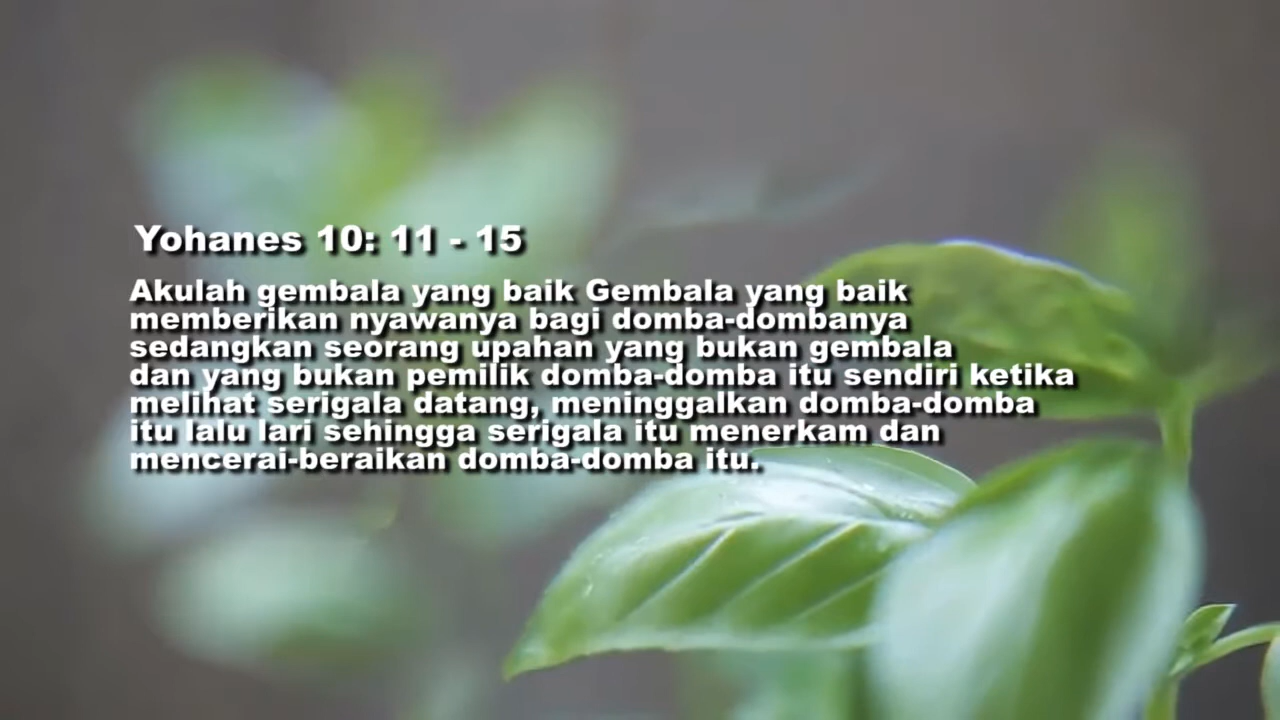 Yohanes 10: 11 - 15
Akulah gembala yang baik Gembala yang baik
memberikan nyawanya bagi domba-dombanya
sedangkan seorang upahan yang bukan gembala
dan yang bukan pemilik domba-domba itu sendiri ketika
melihat serigala datang, meninggalkan domba-domba
itu lalu lari sehingga serigala itu menerkam dan
mencerai-beraikan domba-domba itu.